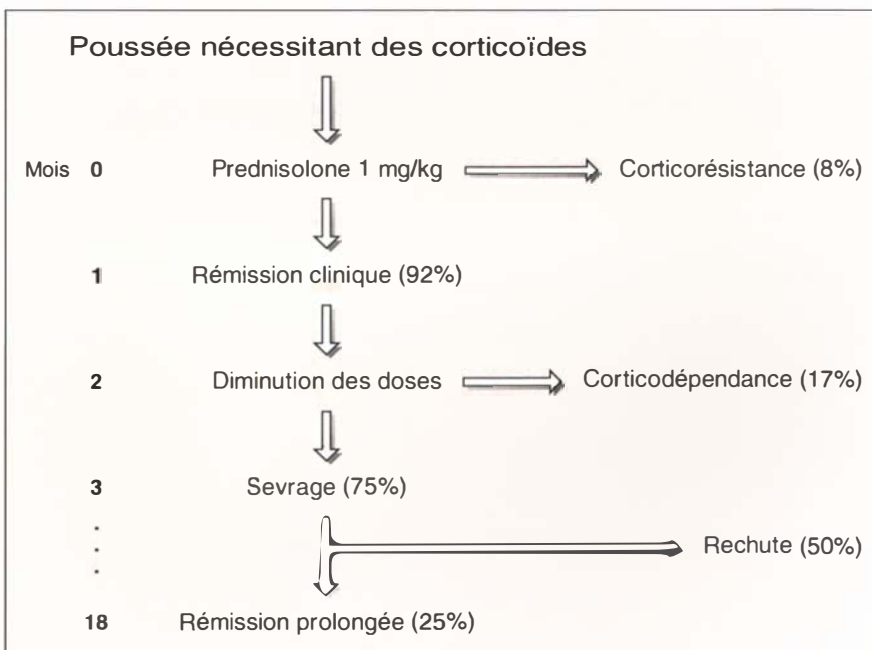 Poussée nécessitant des corticoïdes
Mois 0 Prednisolone 1 mg/kg Corticorésistance (8%)
1 Rémission clinique (92%)
2 Diminution des doses Corticodépendance (17%)
3 Sevrage (75%)
Rechute (50%)
18 Rémission prolongée (25%)